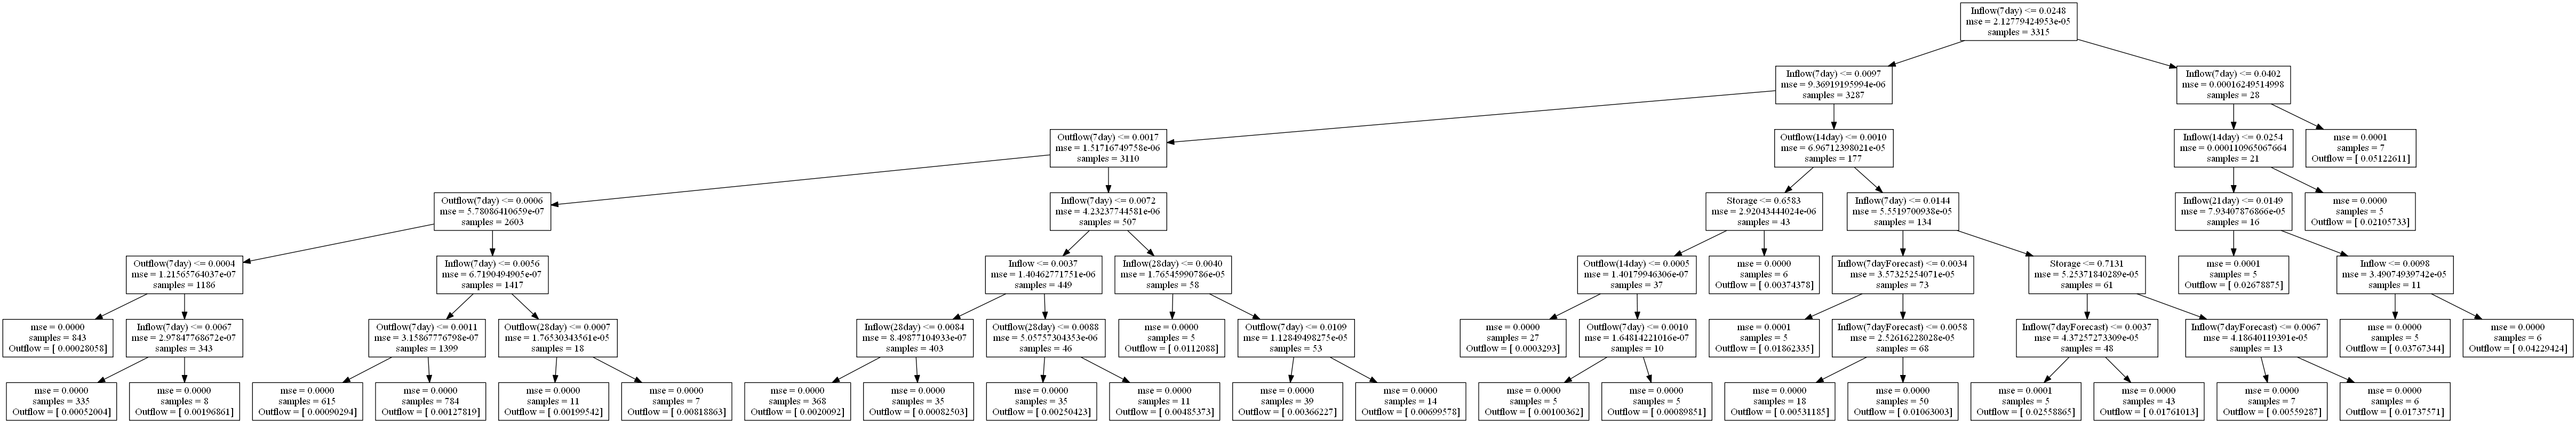 Inflow(7day) <= 0.0248
mse = 2.12779424953e-05
samples = 3315
Inflow(7day) <= 0.0097
mse = 9.36919195994e-06
samples = 3287
Inflow(7day) <= 0.0402
mse = 0.00016249514998
samples = 28
Outflow(7day) <= 0.0017
mse = 1.51716749758e-06
samples = 3110
Outflow(14day) <= 0.0010
mse = 6.96712398021e-05
samples = 177
Inflow(14day) <= 0.0254
mse = 0.000110965067664
samples = 21
mse = 0.0001
samples = 7
Outflow = [ 0.05122611]
Outflow(7day) <= 0.0006
mse = 5.78086410659e-07
samples = 2603
Inflow(7day) <= 0.0072
mse = 4.23237744581e-06
samples = 507
Storage <= 0.6583
mse = 2.92043444024e-06
samples = 43
Inflow(7day) <= 0.0144
mse = 5.5519700938e-05
samples = 134
Inflow(21day) <= 0.0149
mse = 7.93407876866e-05
samples = 16
mse = 0.0000
samples = 5
Outflow = [ 0.02105733]
Outflow(7day) <= 0.0004
mse = 1.21565764037e-07
samples = 1186
Inflow(7day) <= 0.0056
mse = 6.7190494905e-07
samples = 1417
Inflow <= 0.0037
mse = 1.40462771751e-06
samples = 449
Inflow(28day) <= 0.0040
mse = 1.76545990786e-05
samples = 58
Outflow(14day) <= 0.0005
mse = 1.40179946306e-07
samples = 37
mse = 0.0000
samples = 6
Outflow = [ 0.00374378]
Inflow(7dayForecast) <= 0.0034
mse = 3.57325254071e-05
samples = 73
Storage <= 0.7131
mse = 5.25371840289e-05
samples = 61
mse = 0.0001
samples = 5
Outflow = [ 0.02678875]
Inflow <= 0.0098
mse = 3.49074939742e-05
samples = 11
mse = 0.0000
samples = 843
Outflow = [ 0.00028058]
Inflow(7day) <= 0.0067
mse = 2.97847768672e-07
samples = 343
Outflow(7day) <= 0.0011
mse = 3.15867776798e-07
samples = 1399
Outflow(28day) <= 0.0007
mse = 1.76530343561e-05
samples = 18
Inflow(28day) <= 0.0084
mse = 8.49877104933e-07
samples = 403
Outflow(28day) <= 0.0088
mse = 5.05757304353e-06
samples = 46
mse = 0.0000
samples = 5
Outflow = [ 0.0112088]
Outflow(7day) <= 0.0109
mse = 1.12849498275e-05
samples = 53
mse = 0.0000
samples = 27
Outflow = [ 0.0003293]
Outflow(7day) <= 0.0010
mse = 1.64814221016e-07
samples = 10
mse = 0.0001
samples = 5
Outflow = [ 0.01862335]
Inflow(7dayForecast) <= 0.0058
mse = 2.52616228028e-05
samples = 68
Inflow(7dayForecast) <= 0.0037
mse = 4.37257273309e-05
samples = 48
Inflow(7dayForecast) <= 0.0067
mse = 4.18640119391e-05
samples = 13
mse = 0.0000
samples = 5
Outflow = [ 0.03767344]
mse = 0.0000
samples = 6
Outflow = [ 0.04229424]
mse = 0.0000
samples = 335
Outflow = [ 0.00052004]
mse = 0.0000
samples = 8
Outflow = [ 0.00196861]
mse = 0.0000
samples = 615
Outflow = [ 0.00090294]
mse = 0.0000
samples = 784
Outflow = [ 0.00127819]
mse = 0.0000
samples = 11
Outflow = [ 0.00199542]
mse = 0.0000
samples = 7
Outflow = [ 0.00818863]
mse = 0.0000
samples = 368
Outflow = [ 0.0020092]
mse = 0.0000
samples = 35
Outflow = [ 0.00082503]
mse = 0.0000
samples = 35
Outflow = [ 0.00250423]
mse = 0.0000
samples = 11
Outflow = [ 0.00485373]
mse = 0.0000
samples = 39
Outflow = [ 0.00366227]
mse = 0.0000
samples = 14
Outflow = [ 0.00699578]
mse = 0.0000
samples = 5
Outflow = [ 0.00100362]
mse = 0.0000
samples = 5
Outflow = [ 0.00089851]
mse = 0.0000
samples = 18
Outflow = [ 0.00531185]
mse = 0.0000
samples = 50
Outflow = [ 0.01063003]
mse = 0.0001
samples = 5
Outflow = [ 0.02558865]
mse = 0.0000
samples = 43
Outflow = [ 0.01761013]
mse = 0.0000
samples = 7
Outflow = [ 0.00559287]
mse = 0.0000
samples = 6
Outflow = [ 0.01737571]